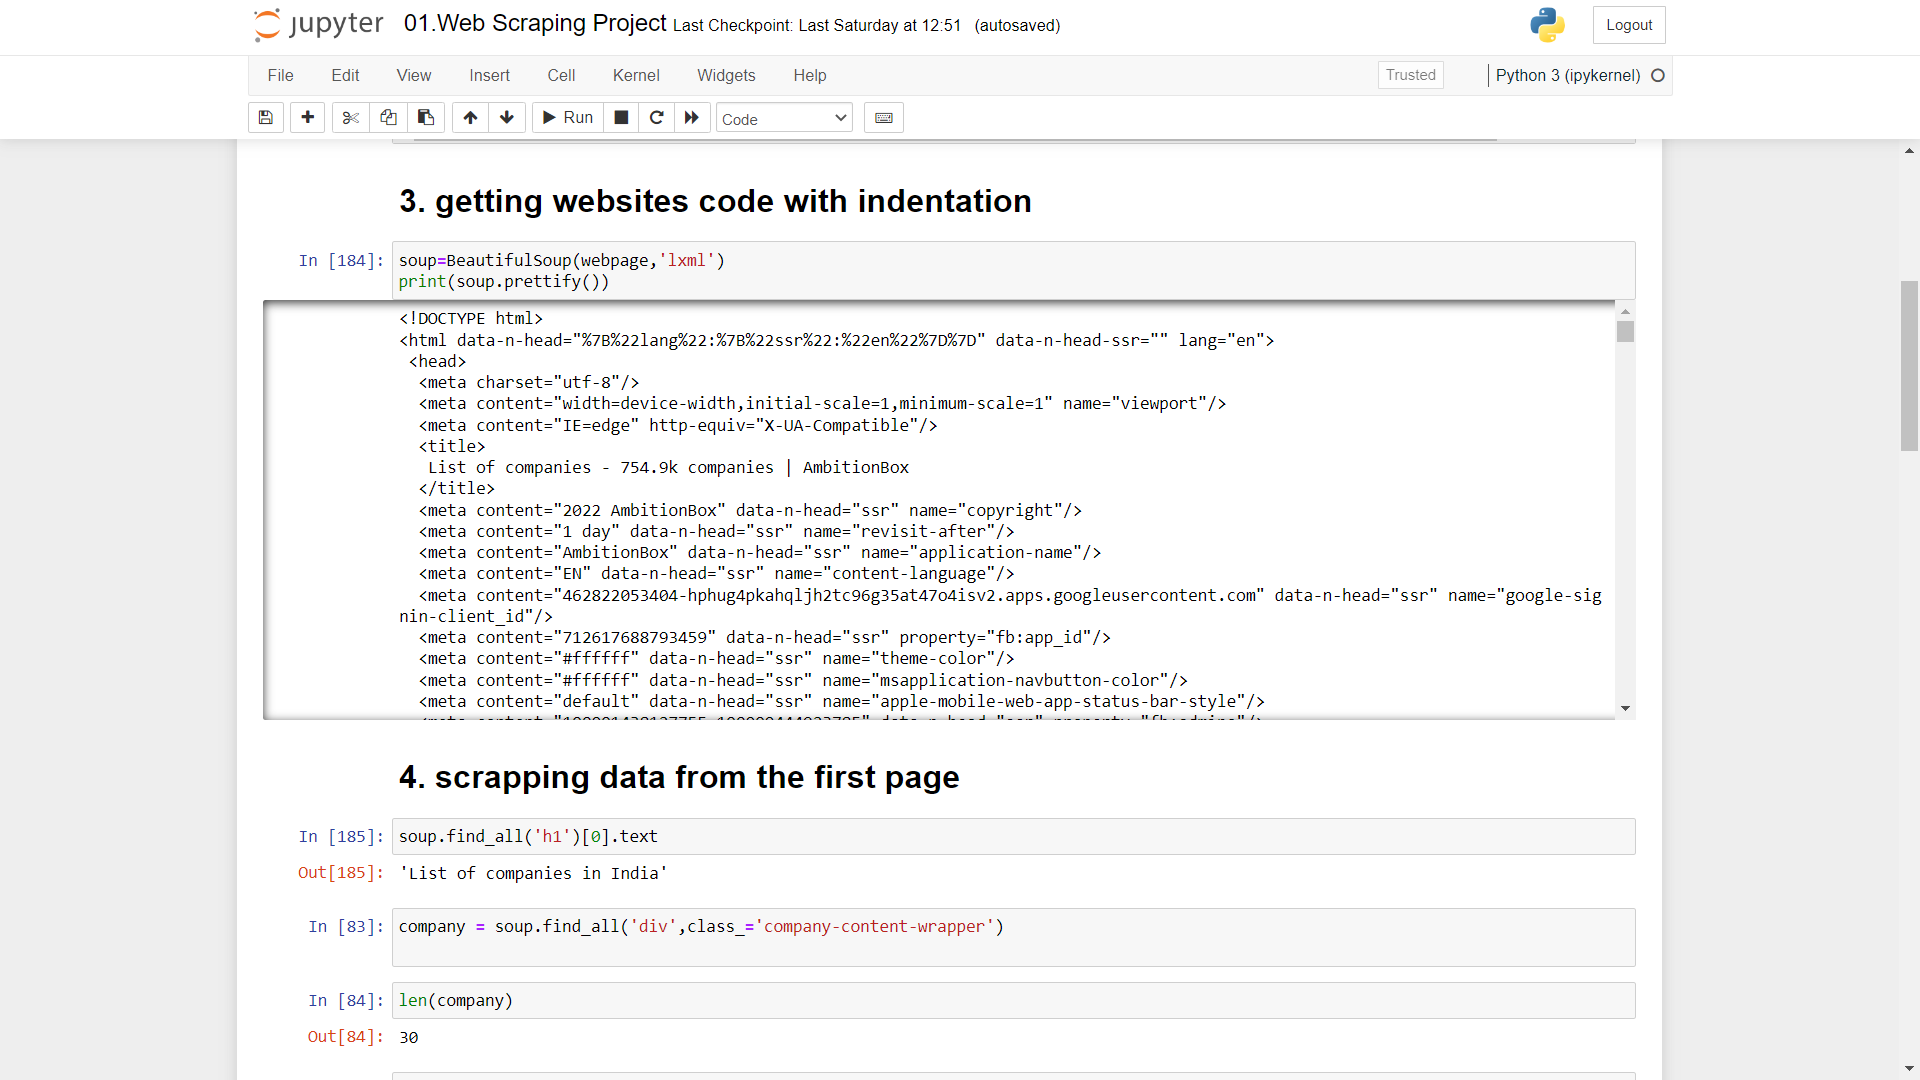 jupyter 01.Web Scraping Project Last Checkpoint: Last Saturday at 12:51 (autosaved) Logout
File Edit View Insert Cell Kernel Widgets Help Trusted Python 3 (ipykernel)
Run Code
3. getting websites code with indentation
In [184]: soup=BeautifulSoup(webpage,'lxml')
print(soup.prettify())
<!DOCTYPE html>
<html data-n-head="%7B%22lang%22:%7B%22ssr%22:%22en%22%7D%7D" data-n-head-ssr="" lang="en">
<head>
<meta charset="utf-8"/>
<meta content="width=device-width,initial-scale=1,minimum-scale=1" name="viewport"/>
<meta content="IE=edge" http-equiv="X-UA-Compatible"/>
<title>
List of companies - 754.9k companies | AmbitionBox
</title>
<meta content="2022 AmbitionBox" data-n-head="ssr" name="copyright"/>
<meta content="1 day" data-n-head="ssr" name="revisit-after"/>
<meta content="AmbitionBox" data-n-head="ssr" name="application-name"/>
<meta content="EN" data-n-head="ssr" name="content-language"/>
<meta content="462822053404-hphug4pkahqljh2tc96g35at47o4isv2.apps.googleusercontent.com" data-n-head="ssr" name="google-sig
nin-client_id"/>
<meta content="712617688793459" data-n-head="ssr" property="fb:app_id"/>
<meta content="#ffffff" data-n-head="ssr" name="theme-color"/>
<meta content="#ffffff" data-n-head="ssr" name="msapplication-navbutton-color"/>
<meta content="default" data-n-head="ssr" name="apple-mobile-web-app-status-bar-style"/>
4. scrapping data from the first page
In [185]: soup.find_all('h1')[0].text
Out[185]: 'List of companies in India'
In [83]: company = soup.find_all('div',class_='company-content-wrapper')
In [84]: len(company)
Out[84]: 30